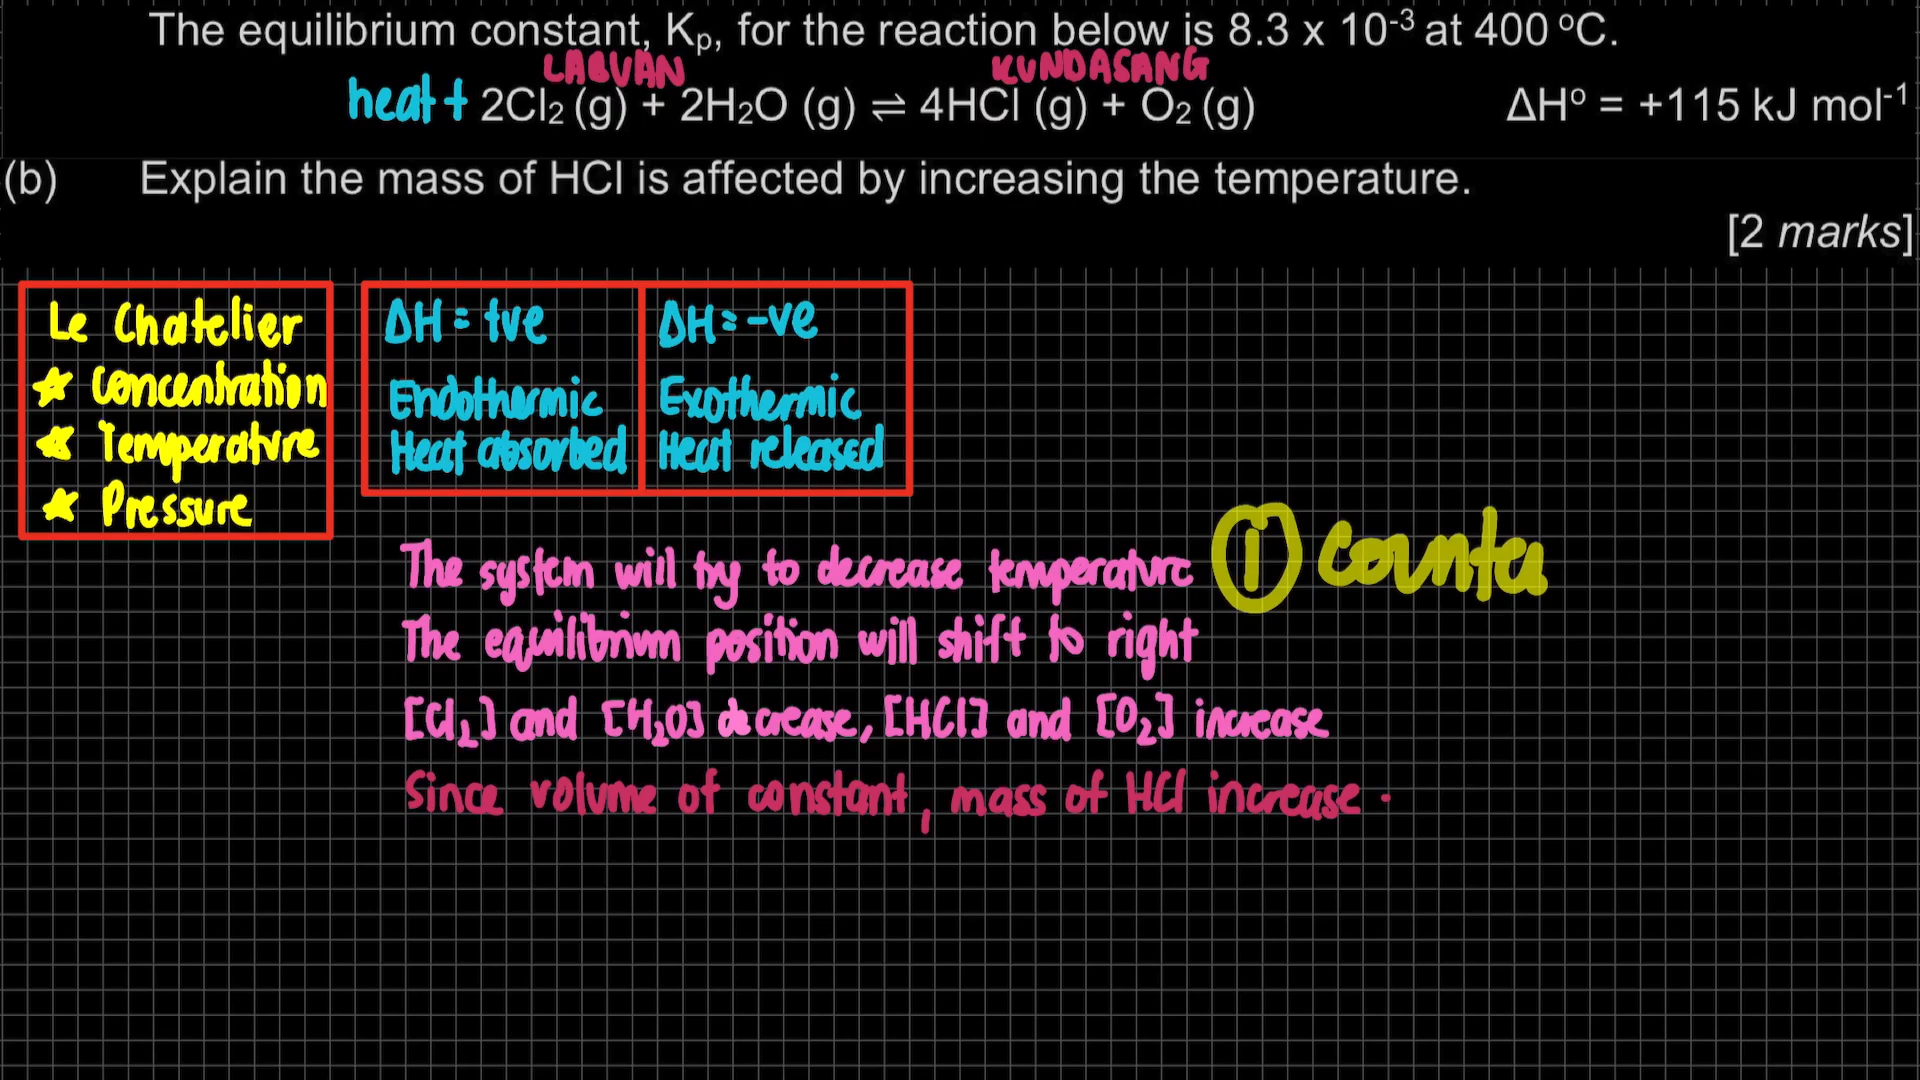 The equilibrium constant, Kₚ, for the reaction below is 8.3 x 10⁻³ at 400 ºC.
LABUAN KUNDASANG
heat + 2Cl₂ (g) + 2H₂O (g) ⇌ 4HCl (g) + O₂ (g) ΔHº = +115 kJ mol⁻¹
(b) Explain the mass of HCl is affected by increasing the temperature.
[2 marks]
Le Chatelier
★ Concentration
★ Temperature
★ Pressure
ΔH = +ve
Endothermic
Heat absorbed
ΔH = -ve
Exothermic
Heat released
The system will try to decrease temperature ① counte
The equilibrium position will shift to right
[Cl₂] and [H₂O] decrease, [HCl] and [O₂] increase
Since volume of constant, mass of HCl increase.